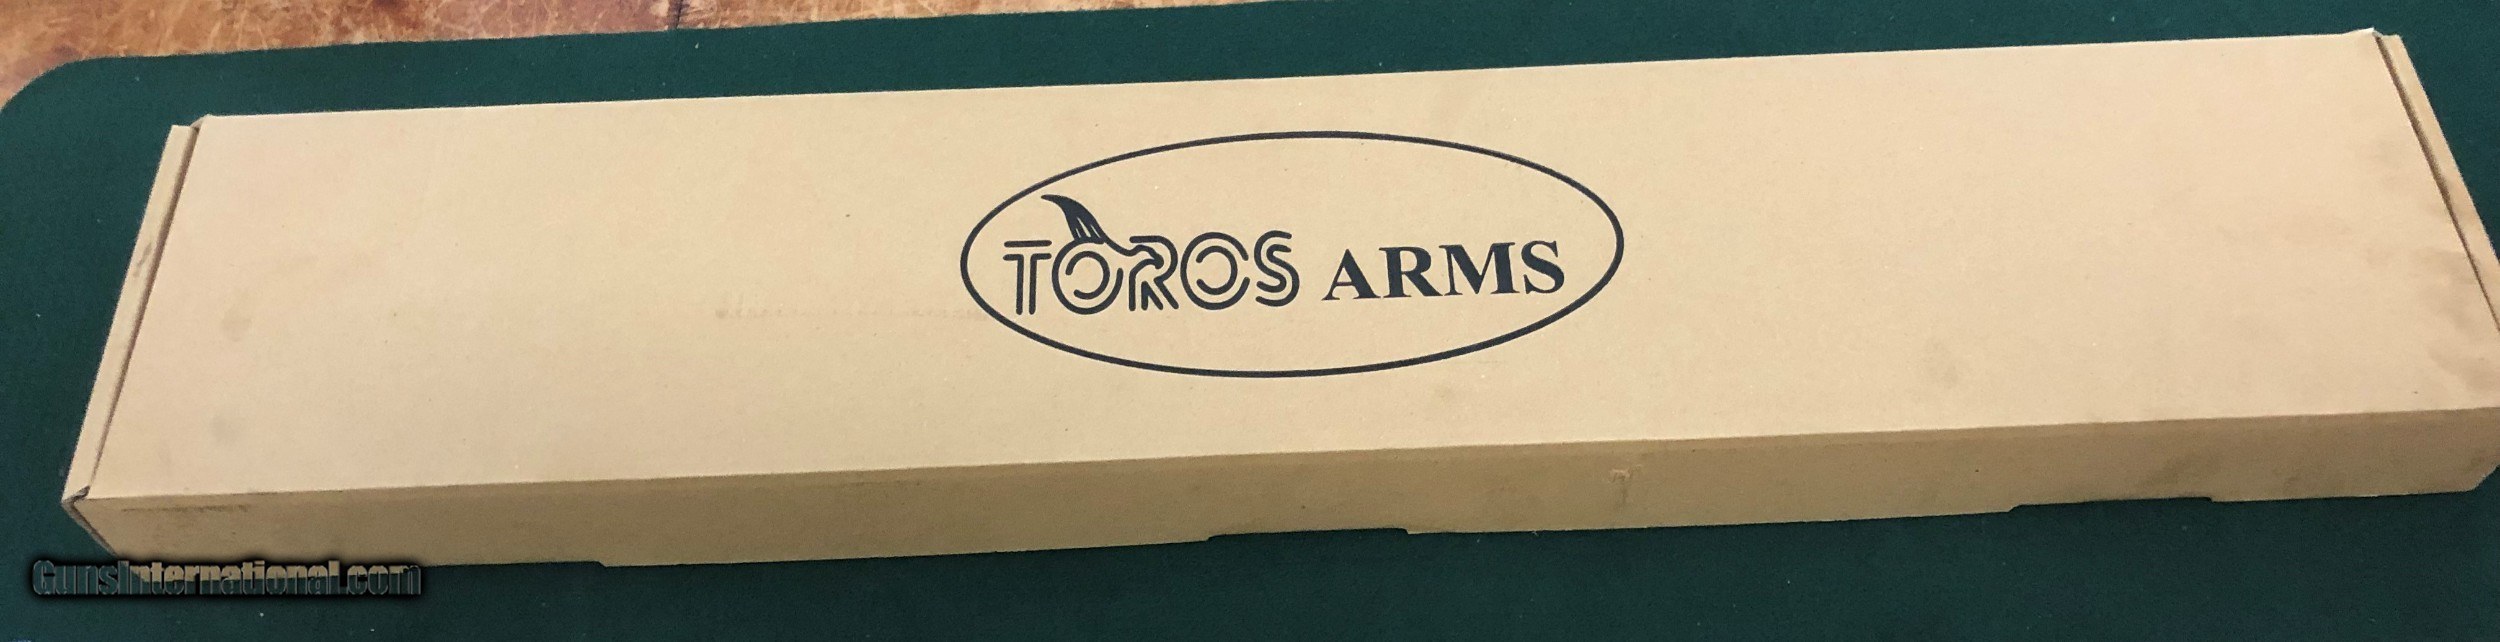 TOROS ARMS
GunsInternational.com